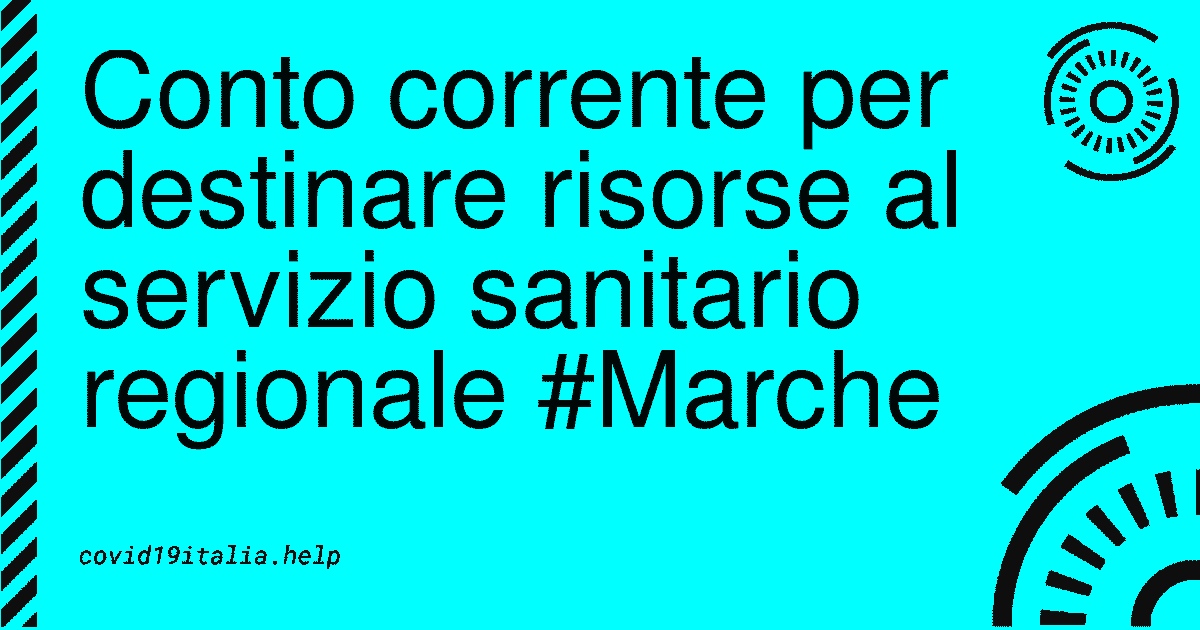 Conto corrente per
destinare risorse al
servizio sanitario
regionale #Marche
covid19italia.help